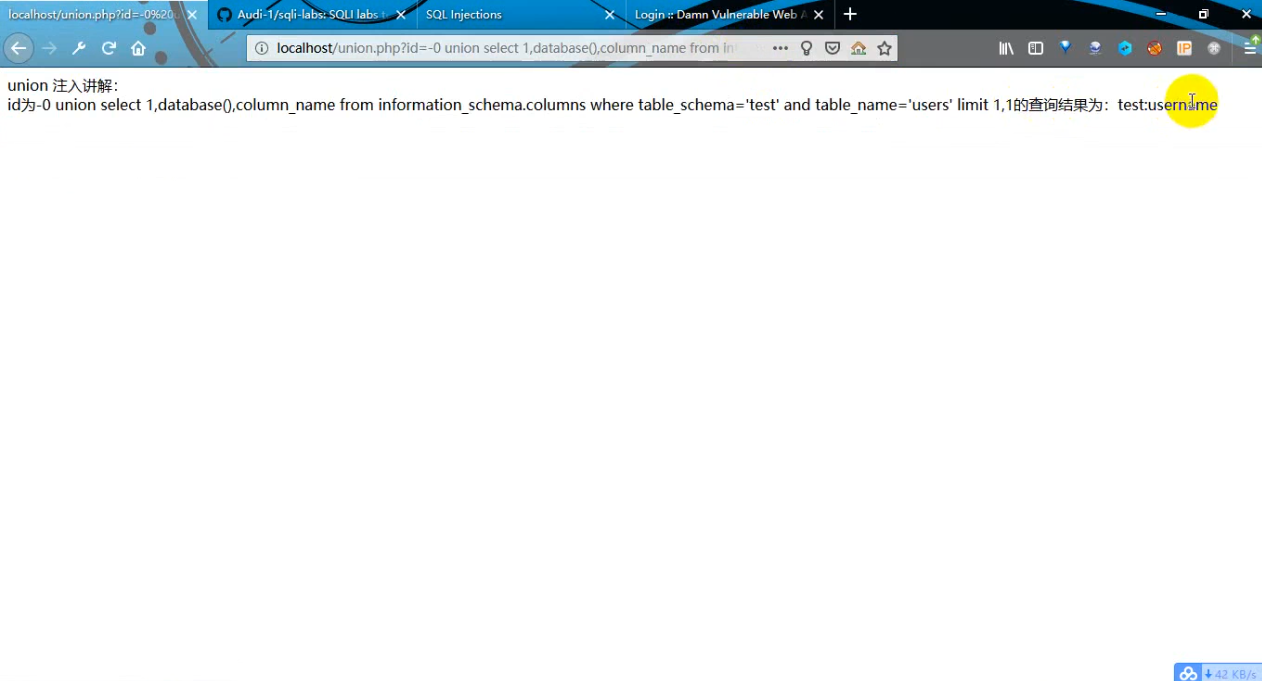 localhost/union.php?id=-0%20u
Audi-1/sqli-labs: SQLI labs t
SQL Injections
Login :: Damn Vulnerable Web A
localhost/union.php?id=-0 union select 1,database(),column_name from in
IP
union 注入讲解：
id为-0 union select 1,database(),column_name from information_schema.columns where table_schema='test' and table_name='users' limit 1,1的查询结果为：test:username
42 KB/s